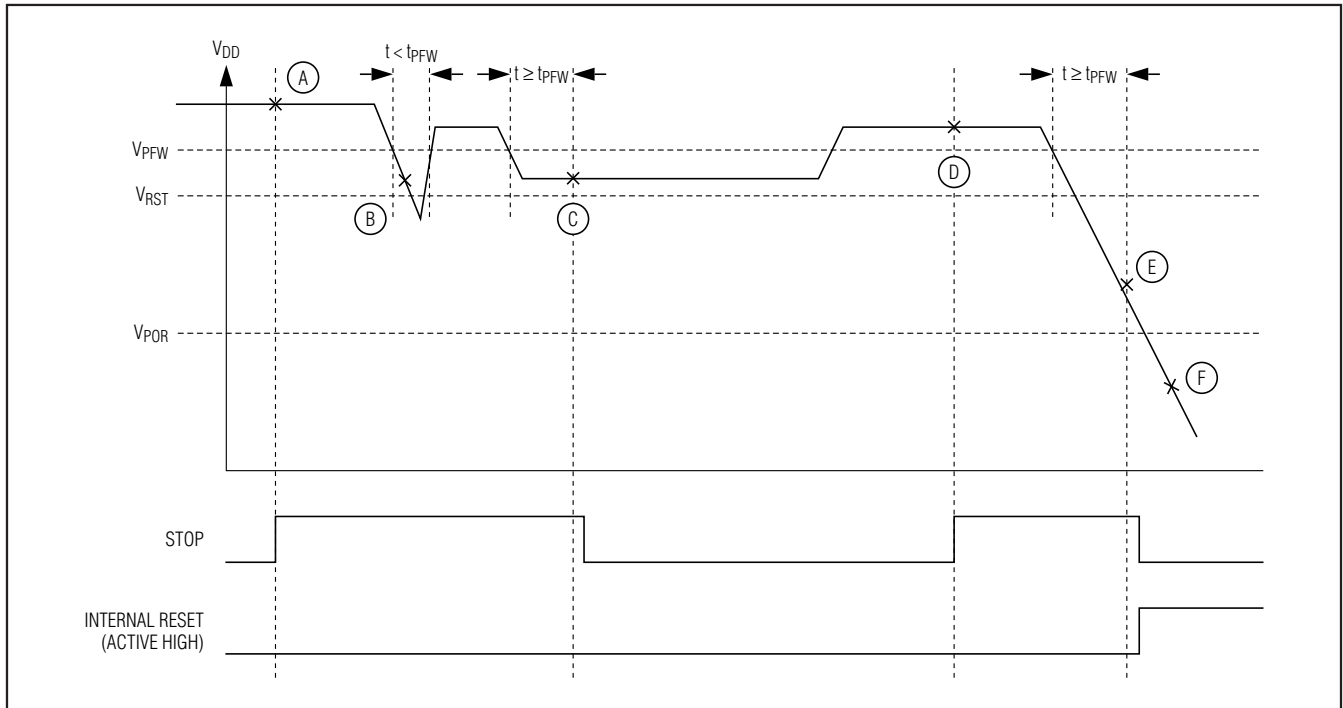 VDD
t < tPFW
A
t ≥ tPFW
t ≥ tPFW
VPFW
VRST
B
C
D
E
VPOR
F
STOP
INTERNAL RESET
(ACTIVE HIGH)